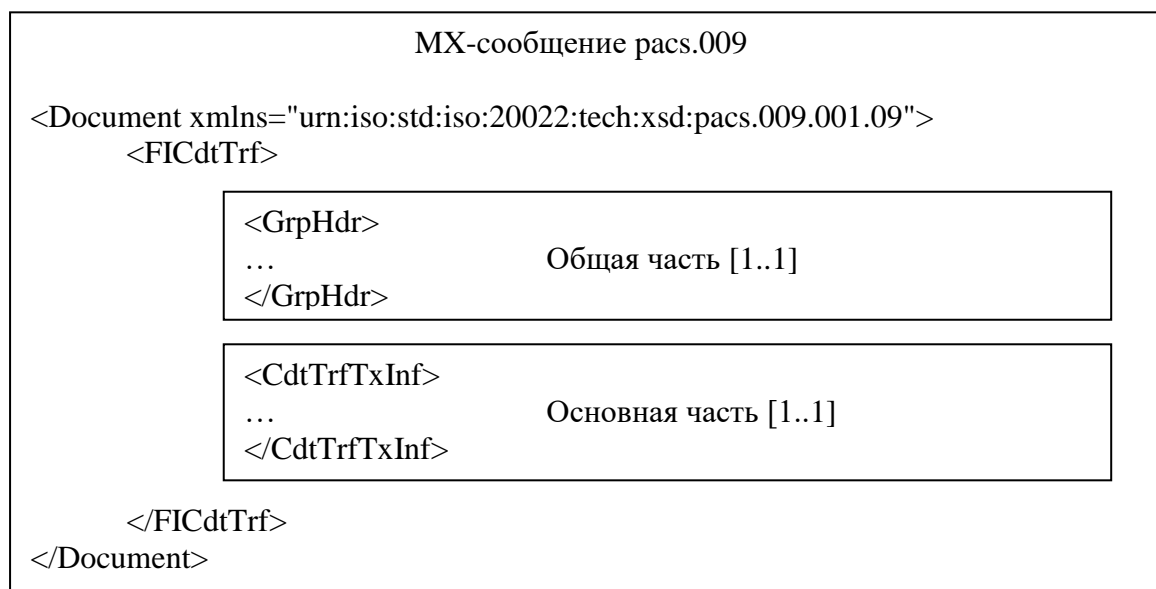 MX-сообщение pacs.009
<Document xmlns="urn:iso:std:iso:20022:tech:xsd:pacs.009.001.09">
<FICdtTrf>
<GrpHdr>
… Общая часть [1..1]
</GrpHdr>
<CdtTrfTxInf>
… Основная часть [1..1]
</CdtTrfTxInf>
</FICdtTrf>
</Document>